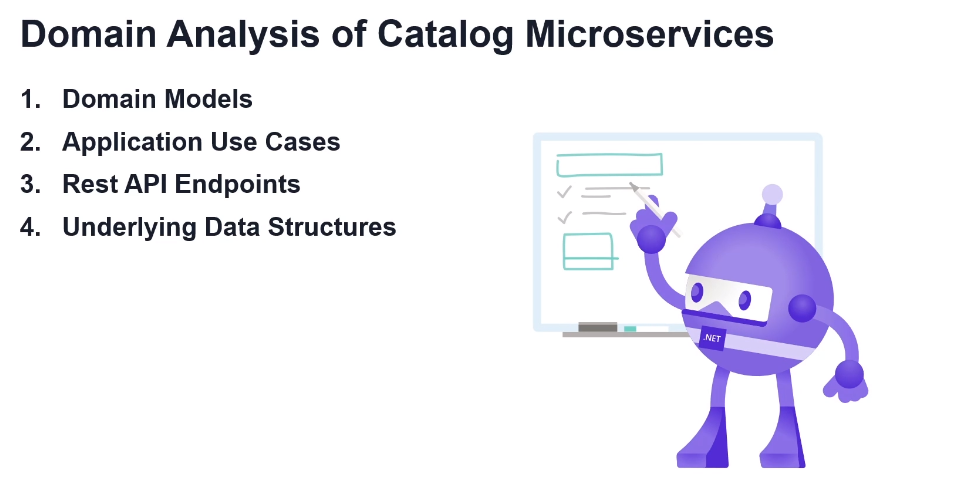 Domain Analysis of Catalog Microservices
1. Domain Models
2. Application Use Cases
3. Rest API Endpoints
4. Underlying Data Structures
.NET